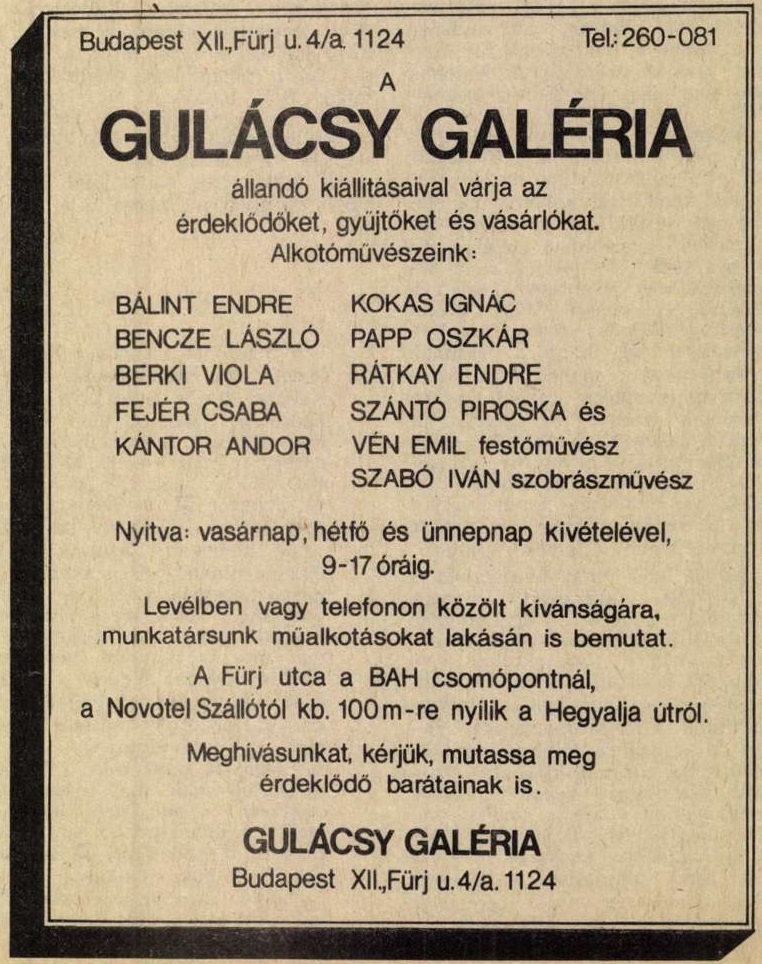 Budapest XII.,Fürj u. 4/a. 1124 Tel.: 260-081
A
GULÁCSY GALÉRIA
állandó kiállitásaival várja az
érdeklődőket, gyüjtőket és vásárlókat.
Alkotóművészeink:
BÁLINT ENDRE KOKAS IGNÁC
BENCZE LÁSZLÓ PAPP OSZKÁR
BERKI VIOLA RÁTKAY ENDRE
FEJÉR CSABA SZÁNTÓ PIROSKA és
KÁNTOR ANDOR VÉN EMIL festőművész
SZABÓ IVÁN szobrászművész
Nyitva: vasárnap, hétfő és ünnepnap kivételével,
9-17 óráig.
Levélben vagy telefonon közölt kivánságára,
munkatársunk műalkotásokat lakásán is bemutat.
A Fürj utca a BAH csomópontnál,
a Novotel Szállótól kb. 100 m-re nyílik a Hegyalja útról.
Meghivásunkat, kérjük, mutassa meg
érdeklődő barátainak is.
GULÁCSY GALÉRIA
Budapest XII.,Fürj u. 4/a. 1124